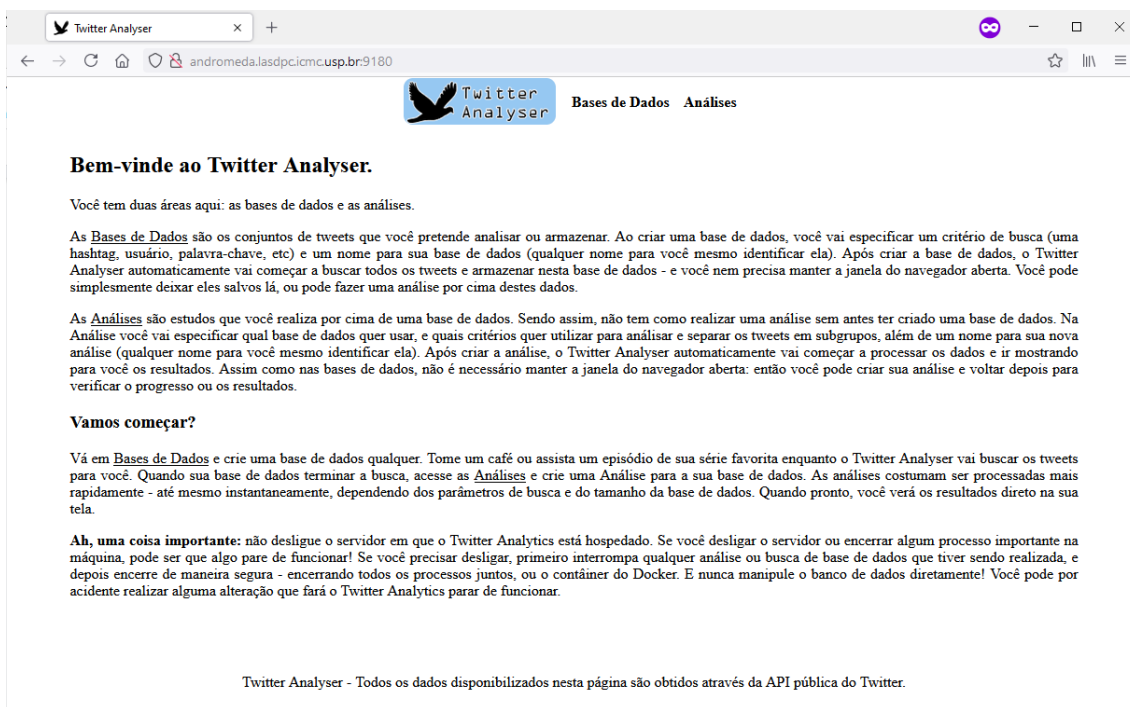 Twitter Analyser
andromeda.lasdpc.icmc.usp.br:9180
Twitter
Analyser
Bases de Dados Análises
Bem-vinde ao Twitter Analyser.
Você tem duas áreas aqui: as bases de dados e as análises.
As Bases de Dados são os conjuntos de tweets que você pretende analisar ou armazenar. Ao criar uma base de dados, você vai especificar um critério de busca (uma
hashtag, usuário, palavra-chave, etc) e um nome para sua base de dados (qualquer nome para você mesmo identificar ela). Após criar a base de dados, o Twitter
Analyser automaticamente vai começar a buscar todos os tweets e armazenar nesta base de dados - e você nem precisa manter a janela do navegador aberta. Você pode
simplesmente deixar eles salvos lá, ou pode fazer uma análise por cima destes dados.
As Análises são estudos que você realiza por cima de uma base de dados. Sendo assim, não tem como realizar uma análise sem antes ter criado uma base de dados. Na
Análise você vai especificar qual base de dados quer usar, e quais critérios quer utilizar para análisar e separar os tweets em subgrupos, além de um nome para sua nova
análise (qualquer nome para você mesmo identificar ela). Após criar a análise, o Twitter Analyser automaticamente vai começar a processar os dados e ir mostrando
para você os resultados. Assim como nas bases de dados, não é necessário manter a janela do navegador aberta: então você pode criar sua análise e voltar depois para
verificar o progresso ou os resultados.
Vamos começar?
Vá em Bases de Dados e crie uma base de dados qualquer. Tome um café ou assista um episódio de sua série favorita enquanto o Twitter Analyser vai buscar os tweets
para você. Quando sua base de dados terminar a busca, acesse as Análises e crie uma Análise para a sua base de dados. As análises costumam ser processadas mais
rapidamente - até mesmo instantaneamente, dependendo dos parâmetros de busca e do tamanho da base de dados. Quando pronto, você verá os resultados direto na sua
tela.
Ah, uma coisa importante: não desligue o servidor em que o Twitter Analytics está hospedado. Se você desligar o servidor ou encerrar algum processo importante na
máquina, pode ser que algo pare de funcionar! Se você precisar desligar, primeiro interrompa qualquer análise ou busca de base de dados que tiver sendo realizada, e
depois encerre de maneira segura - encerrando todos os processos juntos, ou o contâiner do Docker. E nunca manipule o banco de dados diretamente! Você pode por
acidente realizar alguma alteração que fará o Twitter Analytics parar de funcionar.
Twitter Analyser - Todos os dados disponibilizados nesta página são obtidos através da API pública do Twitter.